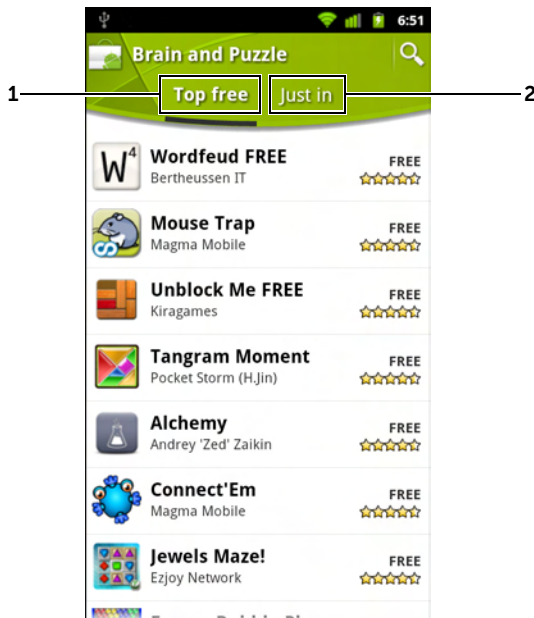 6:51
Brain and Puzzle
1 Top free Just in 2
W4 Wordfeud FREE FREE
Bertheussen IT
Mouse Trap FREE
Magma Mobile
Unblock Me FREE FREE
Kiragames
Tangram Moment FREE
Pocket Storm (H.Jin)
Alchemy FREE
Andrey 'Zed' Zaikin
Connect'Em FREE
Magma Mobile
Jewels Maze! FREE
Ezjoy Network